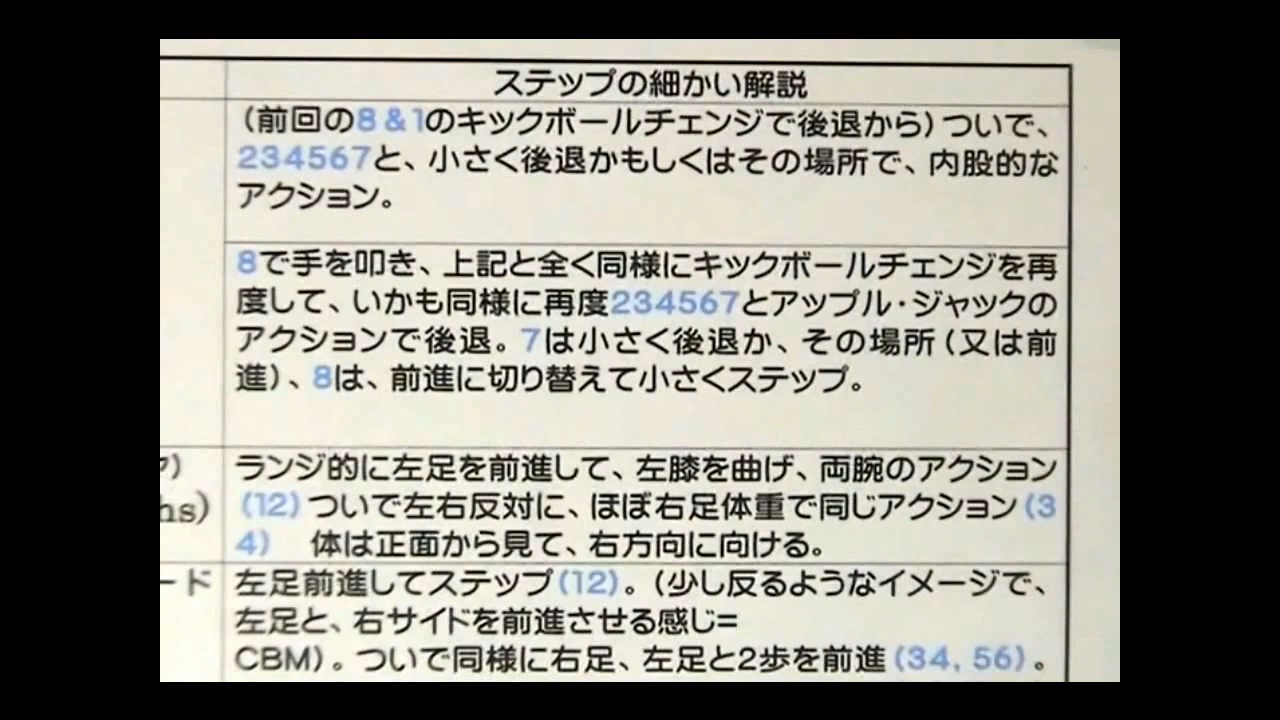 ステップの細かい解説
(前回の8&1のキックボールチェンジで後退から)ついで、
234567と、小さく後退かもしくはその場所で、内股的な
アクション。
8で手を叩き、上記と全く同様にキックボールチェンジを再
度して、いかも同様に再度234567とアップル・ジャックの
アクションで後退。7は小さく後退か、その場所(又は前
進)、8は、前進に切り替えて小さくステップ。
ランジ的に左足を前進して、左膝を曲げ、両腕のアクション
hs) (12)ついで左右反対に、ほぼ右足体重で同じアクション(3
4) 体は正面から見て、右方向に向ける。
ード 左足前進してステップ(12)。(少し反るようなイメージで、
左足と、右サイドを前進させる感じ=
CBM)。ついで同様に右足、左足と2歩を前進(34, 56)。